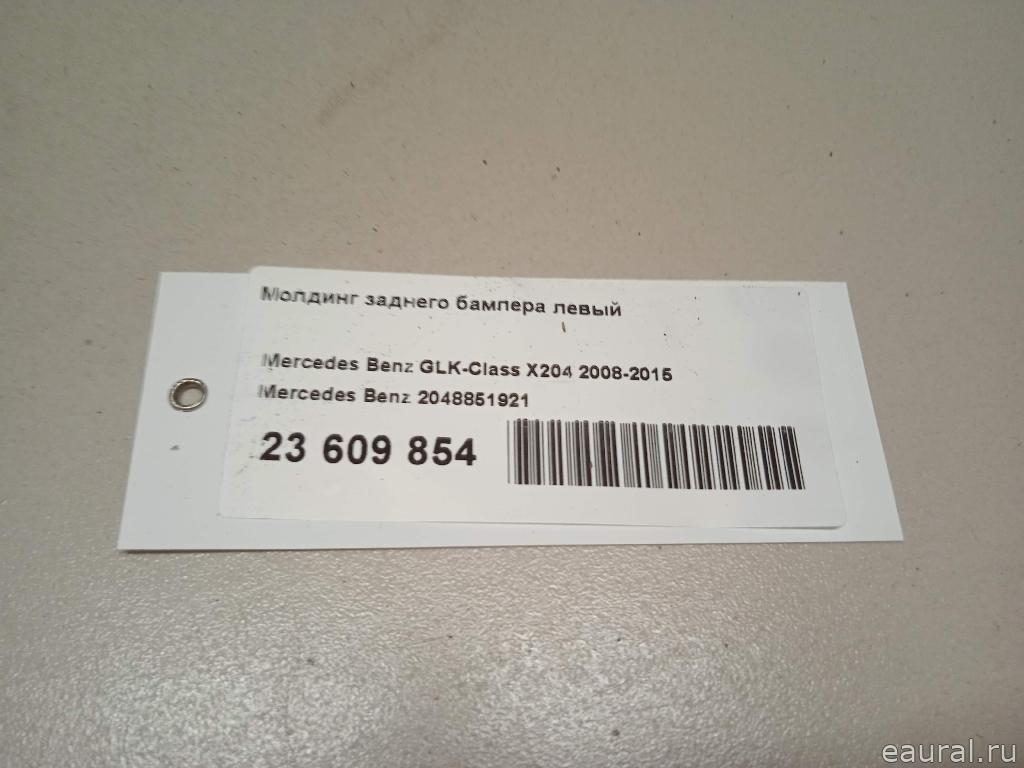 Молдинг заднего бампера левый
Mercedes Benz GLK-Class X204 2008-2015
Mercedes Benz 2048851921
23 609 854
eaural.ru